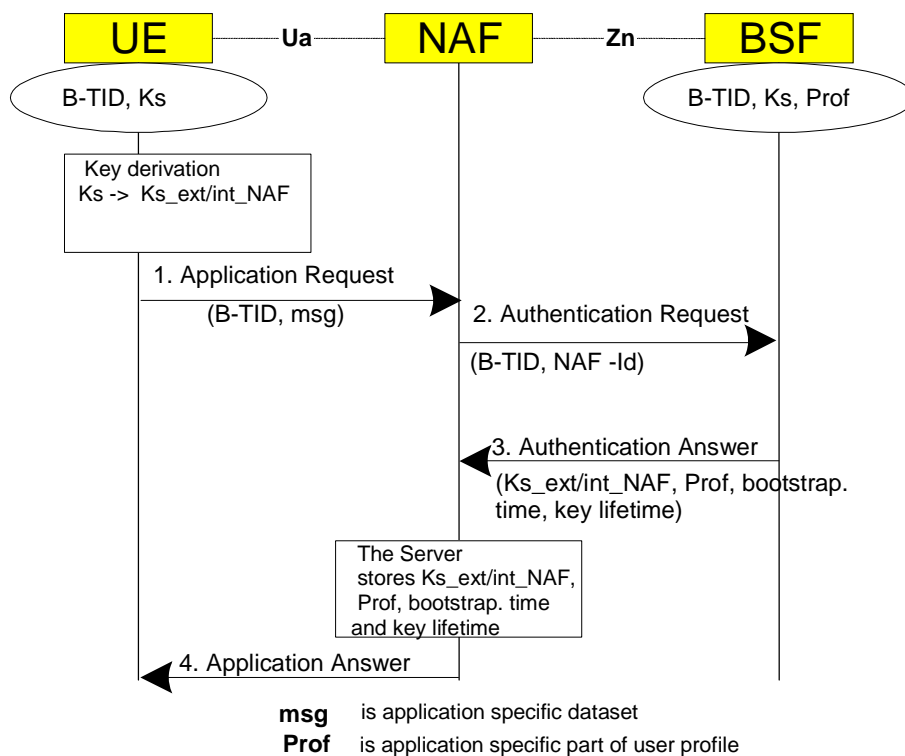 UE Ua NAF Zn BSF
B-TID, Ks
B-TID, Ks, Prof
Key derivation
Ks -> Ks_ext/int_NAF
1. Application Request
(B-TID, msg)
2. Authentication Request
(B-TID, NAF -Id)
3. Authentication Answer
(Ks_ext/int_NAF, Prof, bootstrap.
time, key lifetime)
The Server
stores Ks_ext/int_NAF,
Prof, bootstrap. time
and key lifetime
4. Application Answer
msg is application specific dataset
Prof is application specific part of user profile